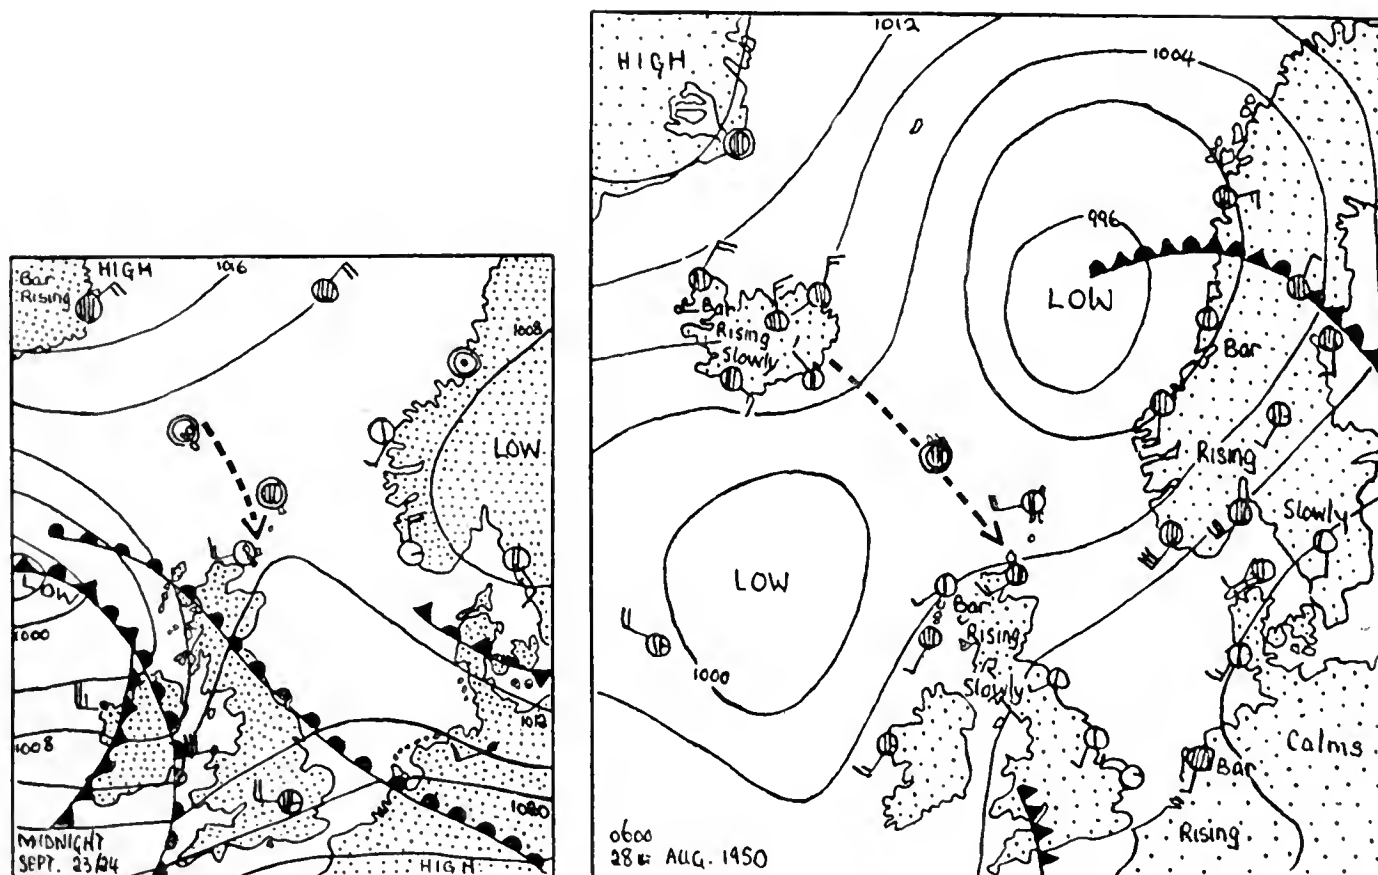 HIGH
1016
Bar
Rising
1008
LOW
LOW
1000
1008
1012
1020
MIDNIGHT
SEPT. 23/24
HIGH
1012
HIGH
1004
996
LOW
Bar
Rising
Slowly
Bar
Rising
Slowly
LOW
1000
Bar
Rising
Slowly
Calms
Bar
Rising
0600
28th AUG. 1950